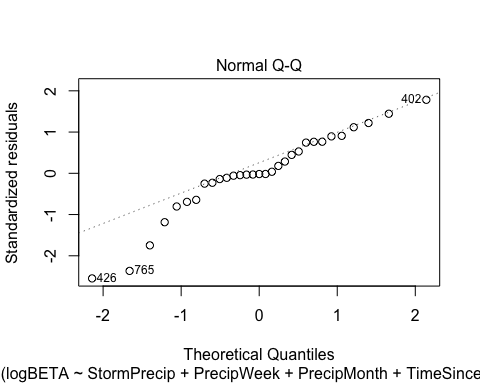 Normal Q-Q
Standardized residuals
2
1
0
-1
-2
402
426
765
-2 -1 0 1 2
Theoretical Quantiles
(logBETA ~ StormPrecip + PrecipWeek + PrecipMonth + TimeSince